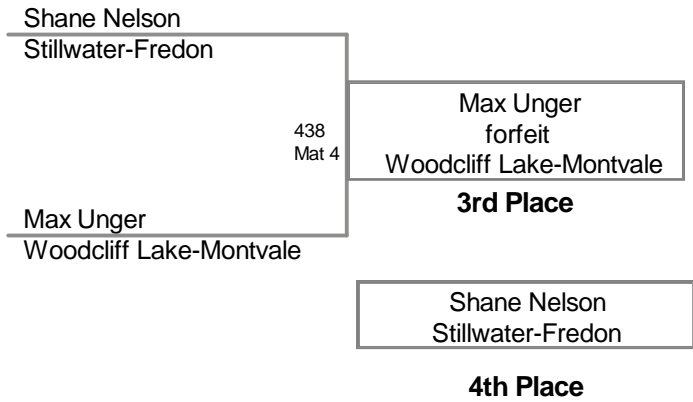 Shane Nelson
Stillwater-Fredon
438
Mat 4
Max Unger
forfeit
Woodcliff Lake-Montvale
3rd Place
Max Unger
Woodcliff Lake-Montvale
Shane Nelson
Stillwater-Fredon
4th Place